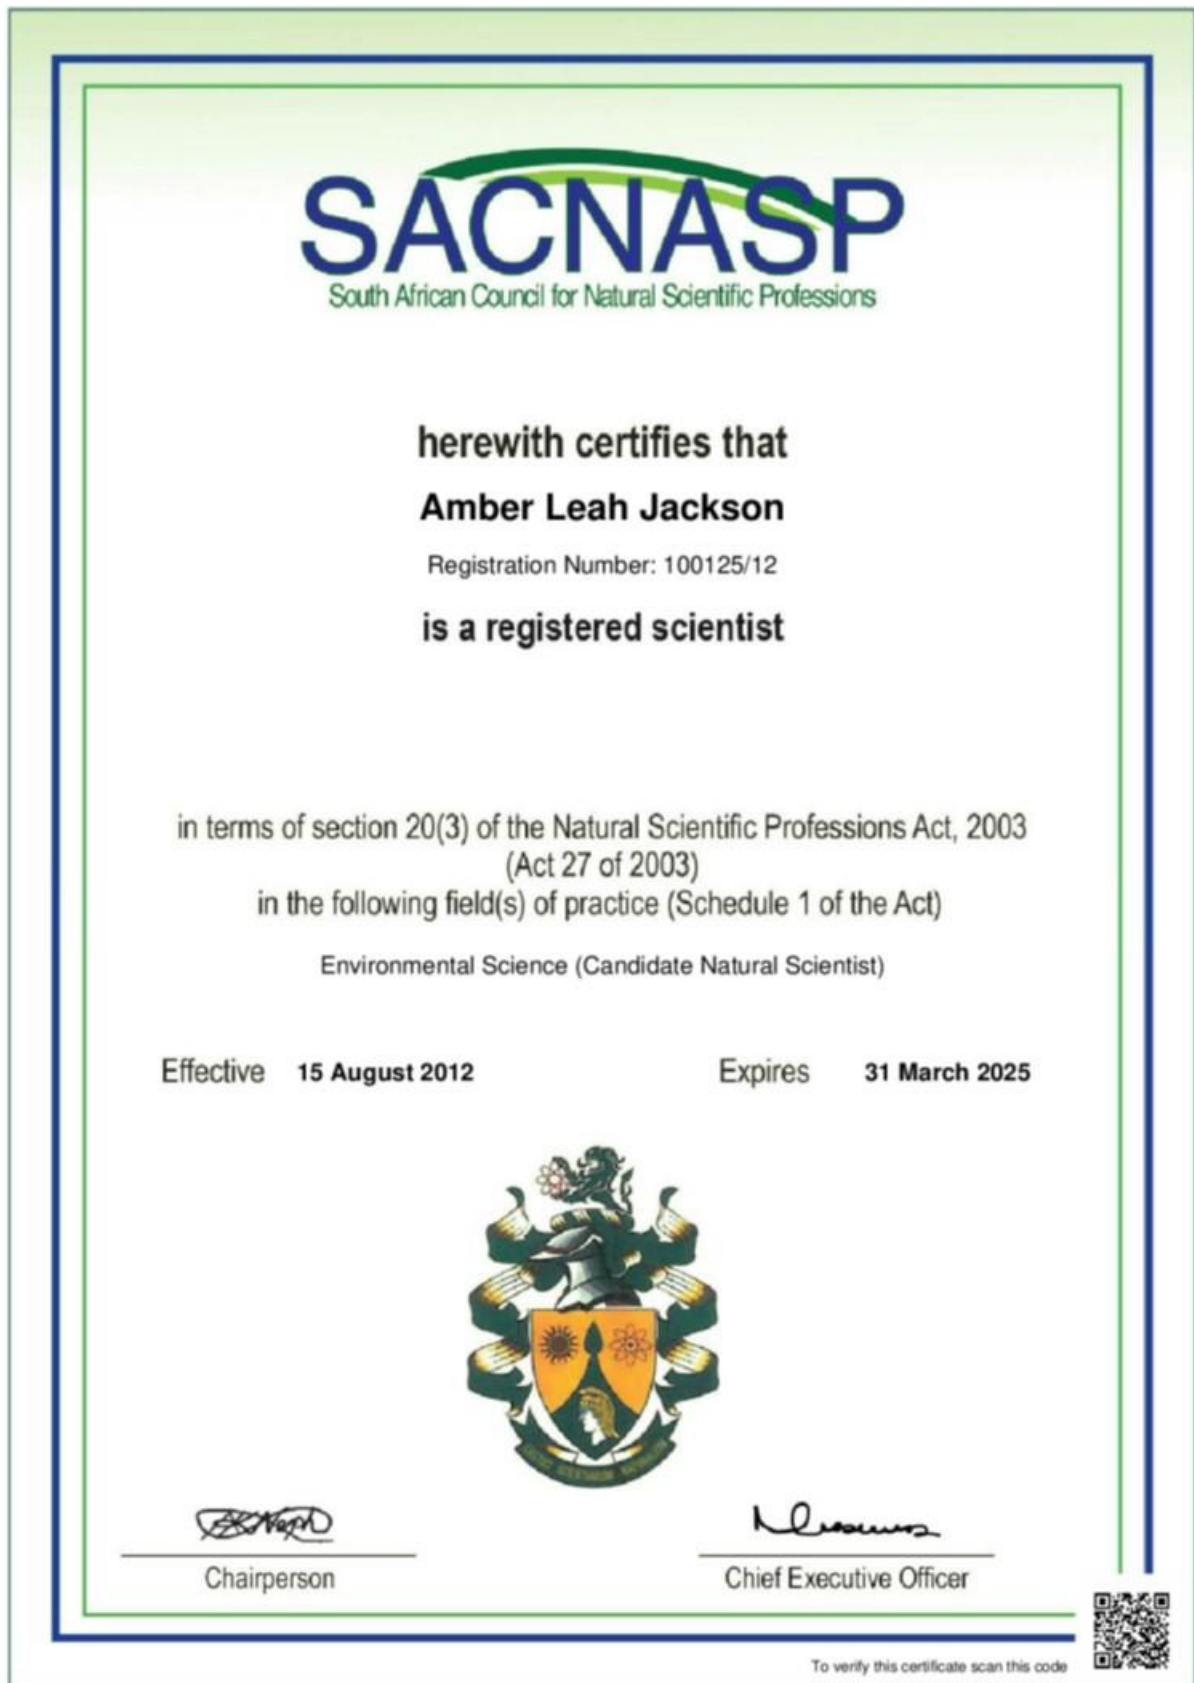 SACNASP
South African Council for Natural Scientific Professions
herewith certifies that
Amber Leah Jackson
Registration Number: 100125/12
is a registered scientist
in terms of section 20(3) of the Natural Scientific Professions Act, 2003
(Act 27 of 2003)
in the following field(s) of practice (Schedule 1 of the Act)
Environmental Science (Candidate Natural Scientist)
Effective 15 August 2012 Expires 31 March 2025
Chairperson Chief Executive Officer
To verify this certificate scan this code